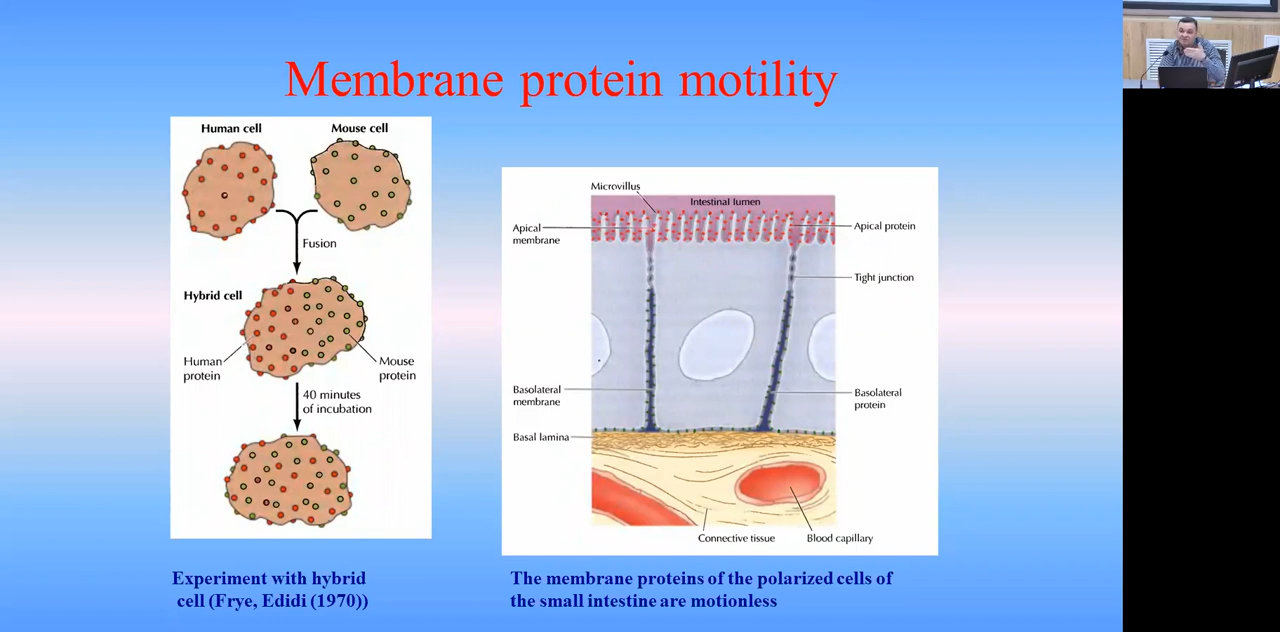 Membrane protein motility
Human cell
Mouse cell
Fusion
Hybrid cell
Human
protein
Mouse
protein
40 minutes
of incubation
Experiment with hybrid
cell (Frye, Edidi (1970))
Microvillus
Intestinal lumen
Apical
membrane
Apical protein
Tight junction
Basolateral
membrane
Basolateral
protein
Basal lamina
Connective tissue
Blood capillary
The membrane proteins of the polarized cells of
the small intestine are motionless